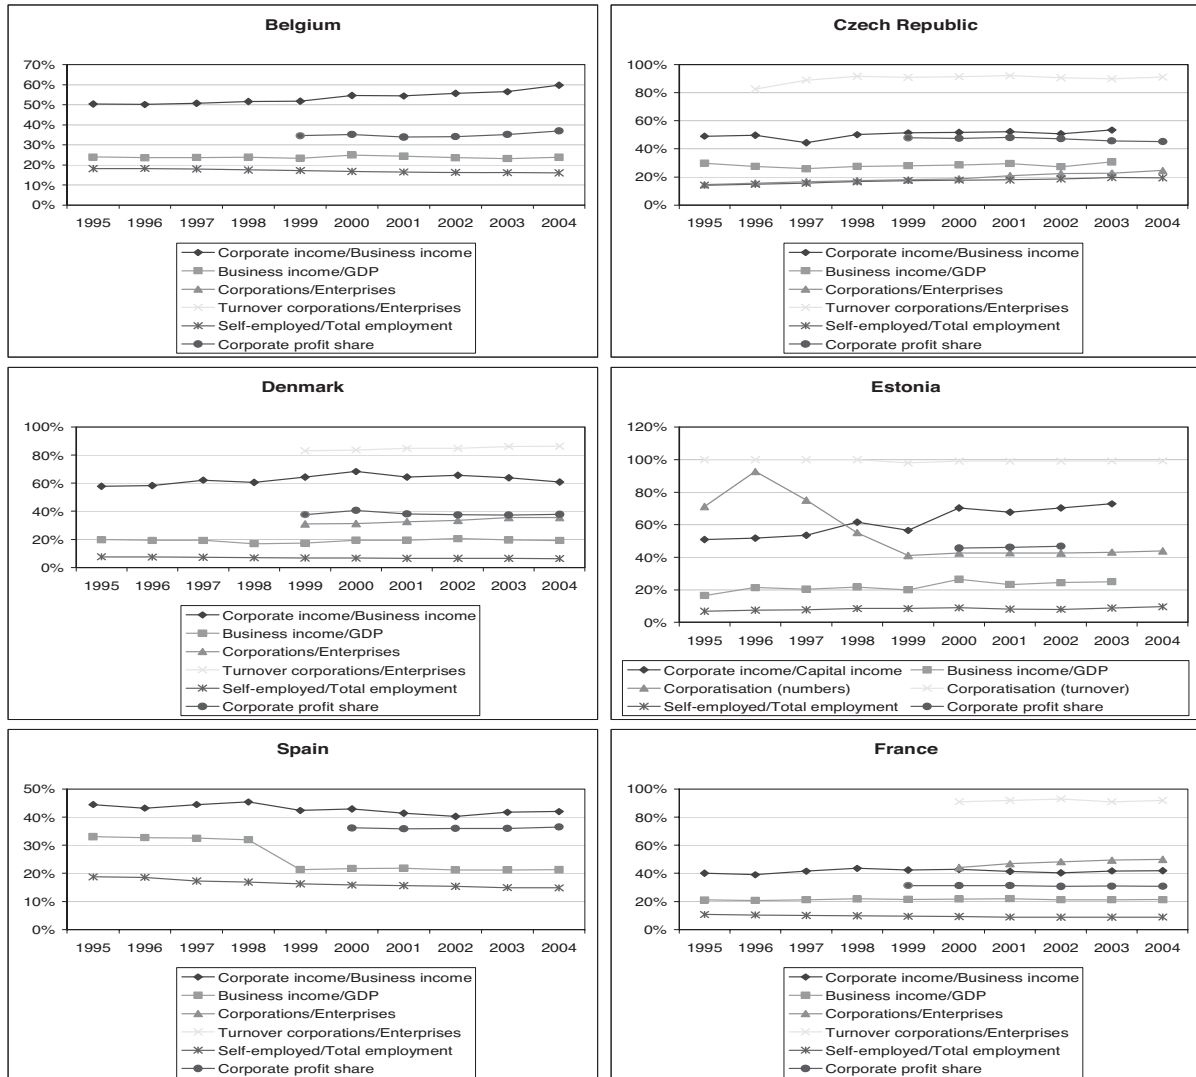 Belgium
70%
60%
50%
40%
30%
20%
10%
0%
1995 1996 1997 1998 1999 2000 2001 2002 2003 2004
Corporate income/Business income
Business income/GDP
Corporations/Enterprises
Turnover corporations/Enterprises
Self-employed/Total employment
Corporate profit share
Czech Republic
100%
80%
60%
40%
20%
0%
1995 1996 1997 1998 1999 2000 2001 2002 2003 2004
Corporate income/Business income
Business income/GDP
Corporations/Enterprises
Turnover corporations/Enterprises
Self-employed/Total employment
Corporate profit share
Denmark
100%
80%
60%
40%
20%
0%
1995 1996 1997 1998 1999 2000 2001 2002 2003 2004
Corporate income/Business income
Business income/GDP
Corporations/Enterprises
Turnover corporations/Enterprises
Self-employed/Total employment
Corporate profit share
Estonia
120%
100%
80%
60%
40%
20%
0%
1995 1996 1997 1998 1999 2000 2001 2002 2003 2004
Corporate income/Capital income Business income/GDP
Corporatisation (numbers) Corporatisation (turnover)
Self-employed/Total employment Corporate profit share
Spain
50%
40%
30%
20%
10%
0%
1995 1996 1997 1998 1999 2000 2001 2002 2003 2004
Corporate income/Business income
Business income/GDP
Corporations/Enterprises
Turnover corporations/Enterprises
Self-employed/Total employment
Corporate profit share
France
100%
80%
60%
40%
20%
0%
1995 1996 1997 1998 1999 2000 2001 2002 2003 2004
Corporate income/Business income
Business income/GDP
Corporations/Enterprises
Turnover corporations/Enterprises
Self-employed/Total employment
Corporate profit share